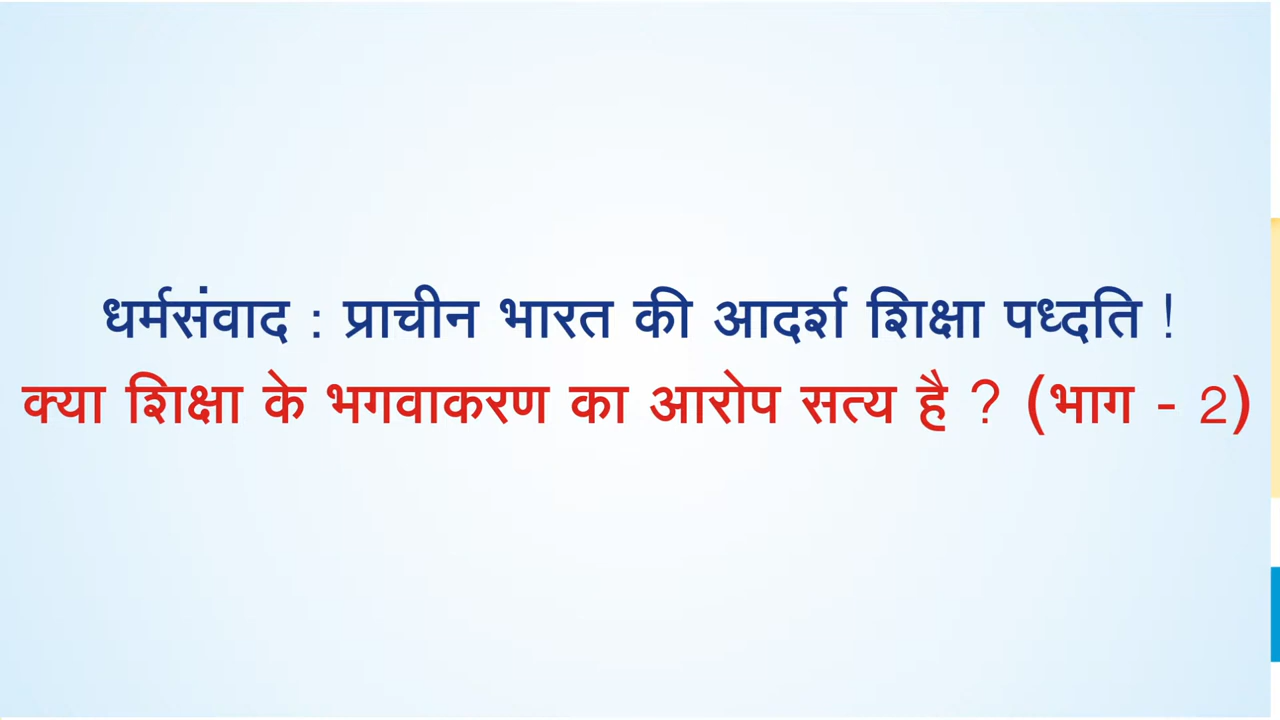 धर्मसंवाद : प्राचीन भारत की आदर्श शिक्षा पध्दति !
क्या शिक्षा के भगवाकरण का आरोप सत्य है ? (भाग - 2)